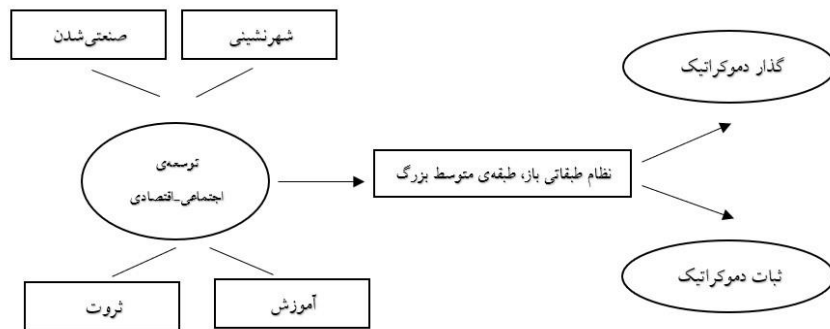 شهرنشینی
صنعتی‌شدن
گذار دموکراتیک
توسعه‌ی
اجتماعی-اقتصادی
نظام طبقاتی باز، طبقه‌ی متوسط بزرگ
ثبات دموکراتیک
آموزش
ثروت